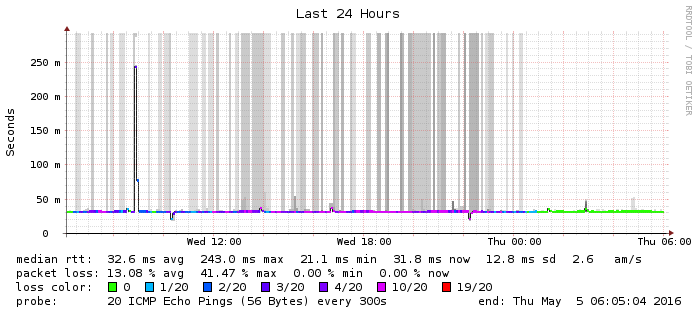 Last 24 Hours
RRDTOOL / TOBI OETIKER
Seconds
250 m
200 m
150 m
100 m
50 m
0
Wed 12:00 Wed 18:00 Thu 00:00 Thu 06:00
median rtt: 32.6 ms avg 243.0 ms max 21.1 ms min 31.8 ms now 12.8 ms sd 2.6 am/s
packet loss: 13.08 % avg 41.47 % max 0.00 % min 0.00 % now
loss color: 0 1/20 2/20 3/20 4/20 10/20 19/20
probe: 20 ICMP Echo Pings (56 Bytes) every 300s end: Thu May 5 06:05:04 2016